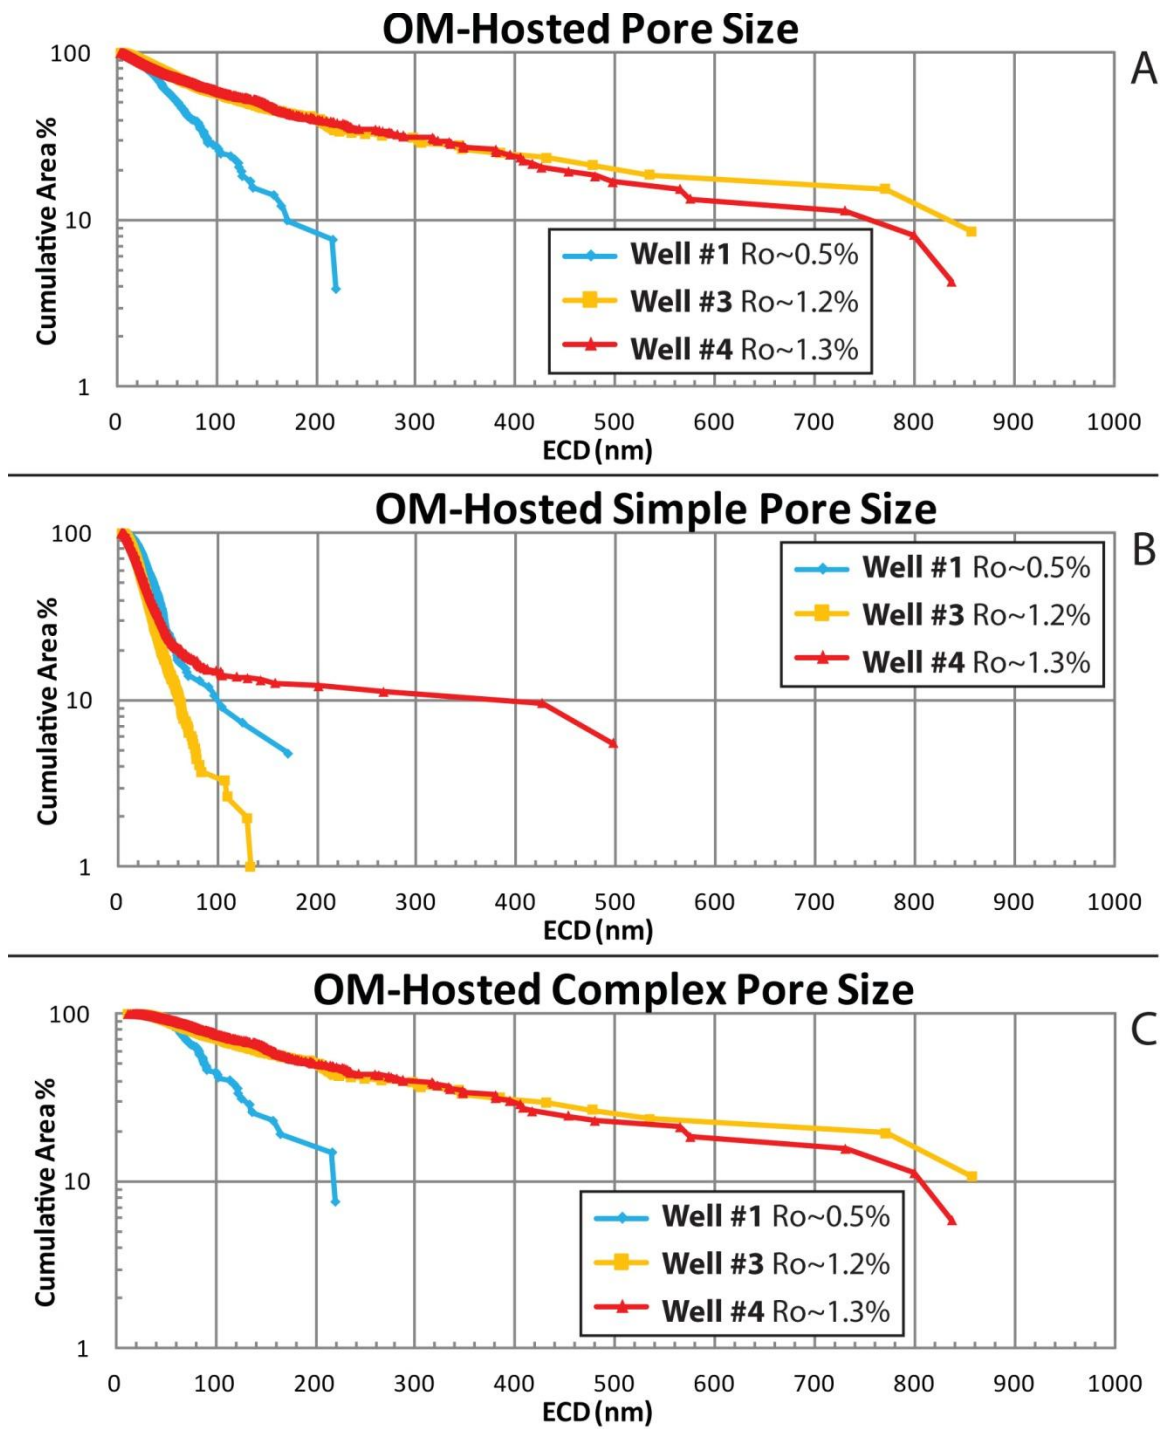 OM-Hosted Pore Size
A
100
10
1
Cumulative Area %
Well #1 Ro~0.5%
Well #3 Ro~1.2%
Well #4 Ro~1.3%
0 100 200 300 400 500 600 700 800 900 1000
ECD (nm)
OM-Hosted Simple Pore Size
B
100
10
1
Cumulative Area %
Well #1 Ro~0.5%
Well #3 Ro~1.2%
Well #4 Ro~1.3%
0 100 200 300 400 500 600 700 800 900 1000
ECD (nm)
OM-Hosted Complex Pore Size
C
100
10
1
Cumulative Area %
Well #1 Ro~0.5%
Well #3 Ro~1.2%
Well #4 Ro~1.3%
0 100 200 300 400 500 600 700 800 900 1000
ECD (nm)